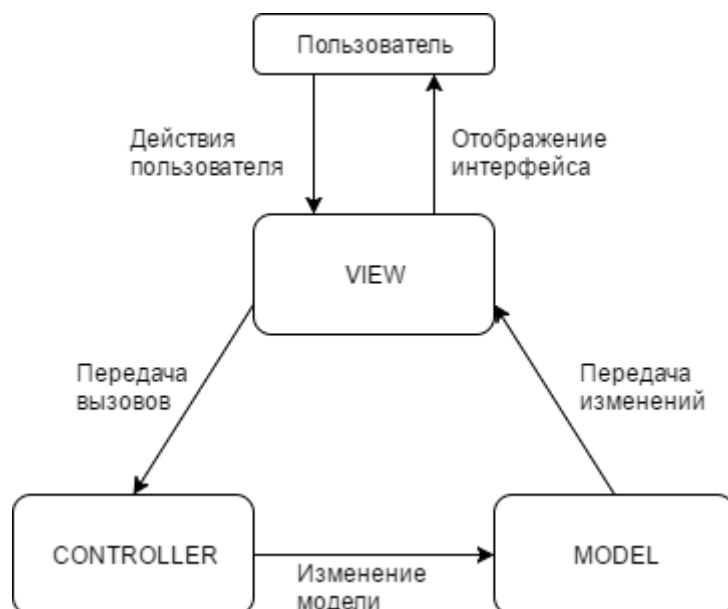 Пользователь
Действия
пользователя
Отображение
интерфейса
VIEW
Передача
вызовов
Передача
изменений
CONTROLLER
MODEL
Изменение
модели